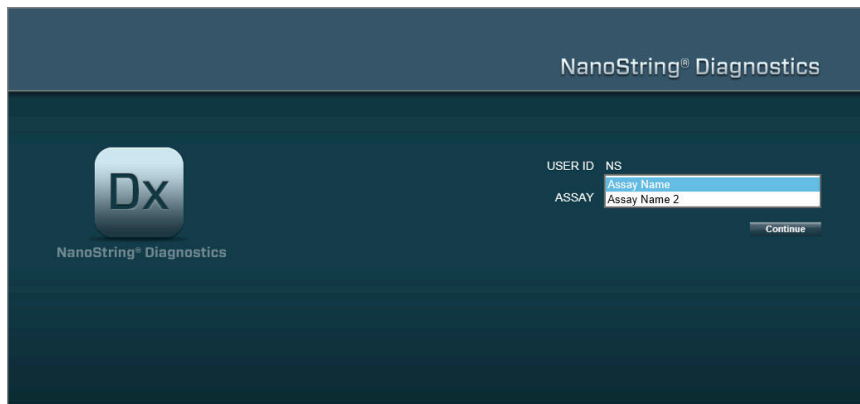 NanoString® Diagnostics
Dx
NanoString® Diagnostics
USER ID NS
ASSAY
Assay Name
Assay Name 2
Continue